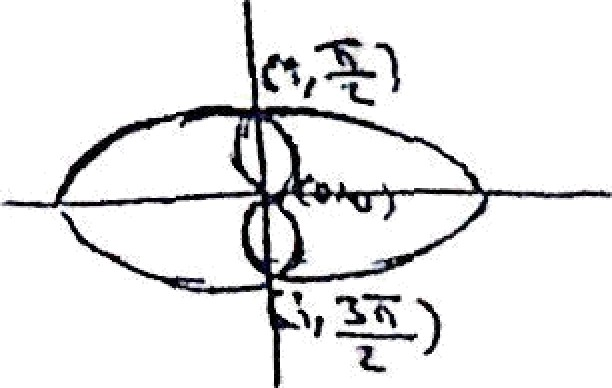 (1, π/2)
(0,0)
(1, 3π/2)